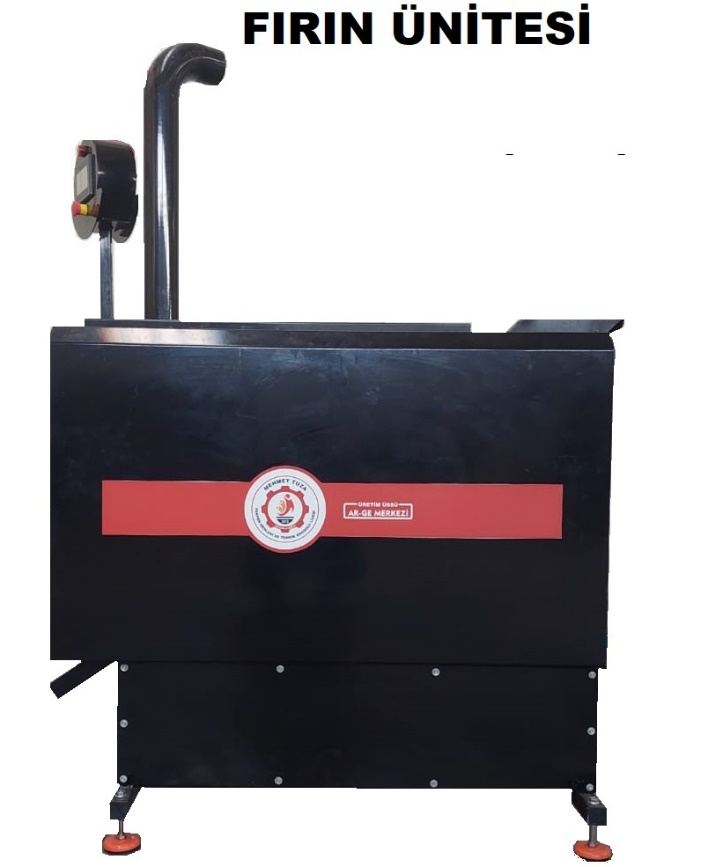 FIRIN ÜNİTESİ
MEHMET TUZA
ÜRETİM ÜSSÜ
AR-GE MERKEZİ